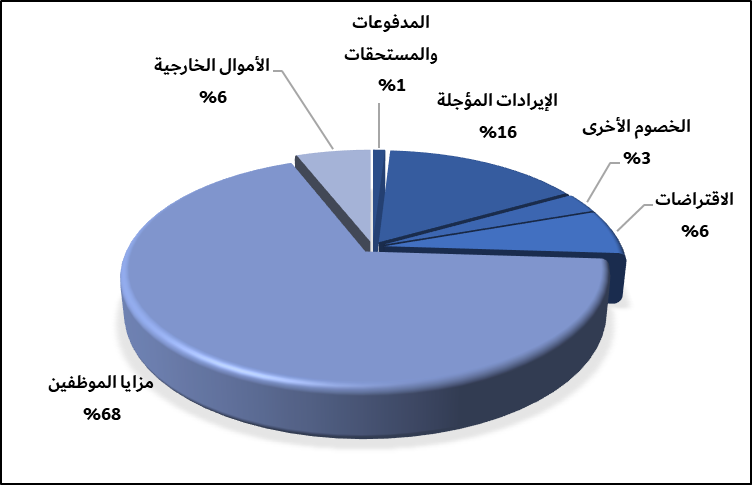 المدفوعات
والمستحقات
%1
الأموال الخارجية
%6
الإيرادات المؤجلة
%16
الخصوم الأخرى
%3
الاقتراضات
%6
مزايا الموظفين
%68